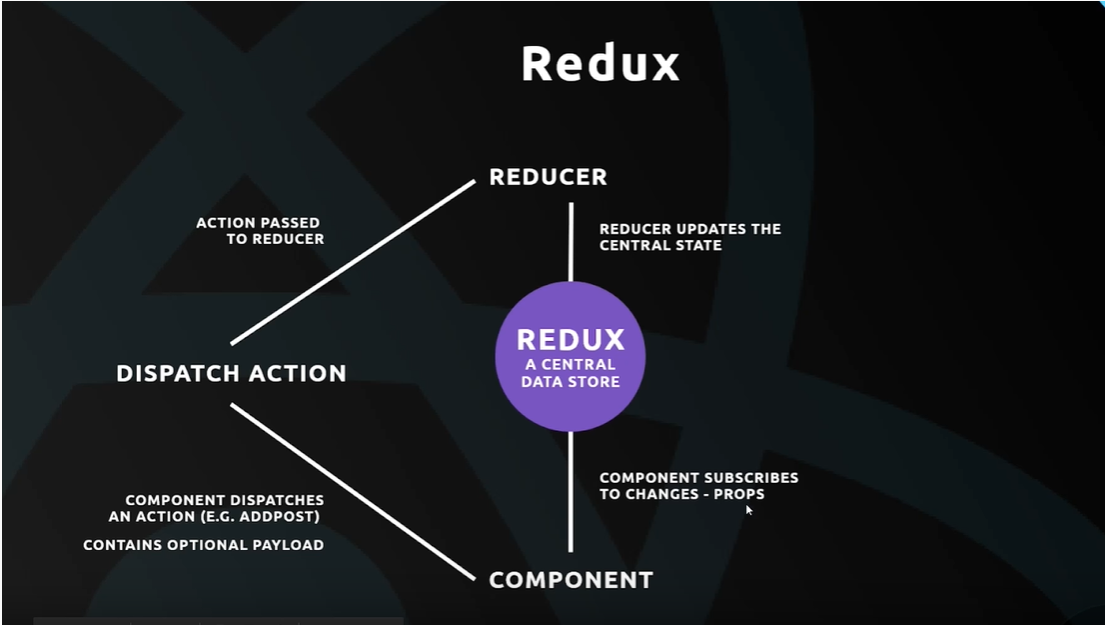 Redux
REDUCER
ACTION PASSED
TO REDUCER
REDUCER UPDATES THE
CENTRAL STATE
REDUX
A CENTRAL
DATA STORE
DISPATCH ACTION
COMPONENT SUBSCRIBES
TO CHANGES - PROPS
COMPONENT DISPATCHES
AN ACTION (E.G. ADDPOST)
CONTAINS OPTIONAL PAYLOAD
COMPONENT